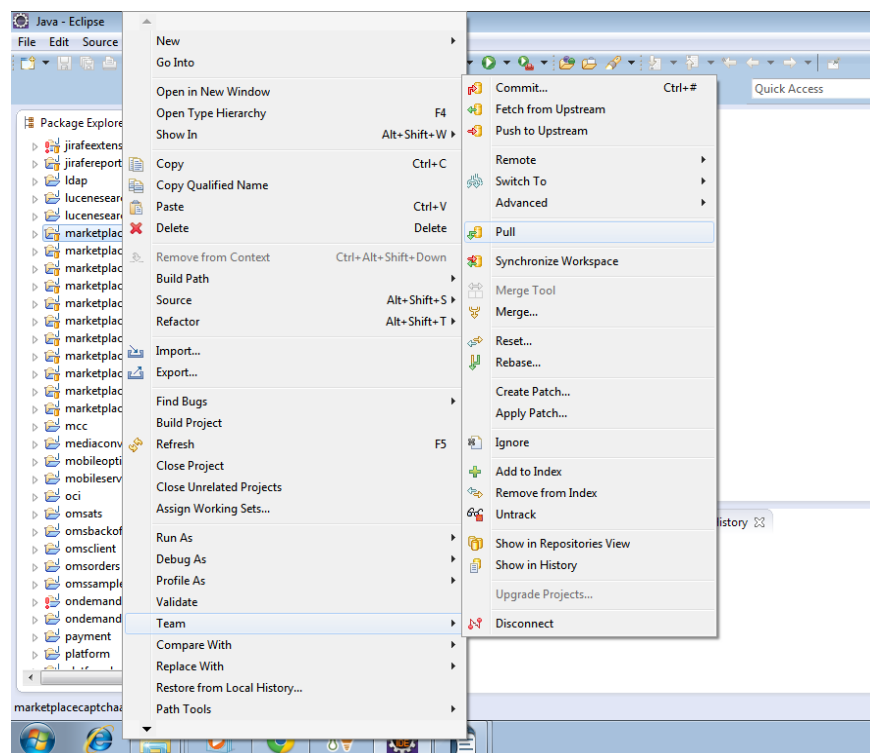 Java - Eclipse
File Edit Source
Quick Access
Package Explore
jirafeextens
jirafereport
ldap
lucenesear
lucenesear
marketplac
marketplac
marketplac
marketplac
marketplac
marketplac
marketplac
marketplac
marketplac
marketplac
marketplac
mcc
mediaconv
mobileopti
mobileserv
oci
omsats
omsbackof
omsclient
omsorders
omssample
ondemand
ondemand
payment
platform
marketplacecaptchaa
New
Go Into
Open in New Window
Open Type Hierarchy F4
Show In Alt+Shift+W
Copy Ctrl+C
Copy Qualified Name
Paste Ctrl+V
Delete Delete
Remove from Context Ctrl+Alt+Shift+Down
Build Path
Source Alt+Shift+S
Refactor Alt+Shift+T
Import...
Export...
Find Bugs
Build Project
Refresh F5
Close Project
Close Unrelated Projects
Assign Working Sets...
Run As
Debug As
Profile As
Validate
Team
Compare With
Replace With
Restore from Local History...
Path Tools
Commit... Ctrl+#
Fetch from Upstream
Push to Upstream
Remote
Switch To
Advanced
Pull
Synchronize Workspace
Merge Tool
Merge...
Reset...
Rebase...
Create Patch...
Apply Patch...
Ignore
Add to Index
Remove from Index
Untrack
Show in Repositories View
Show in History
Upgrade Projects...
Disconnect
listory